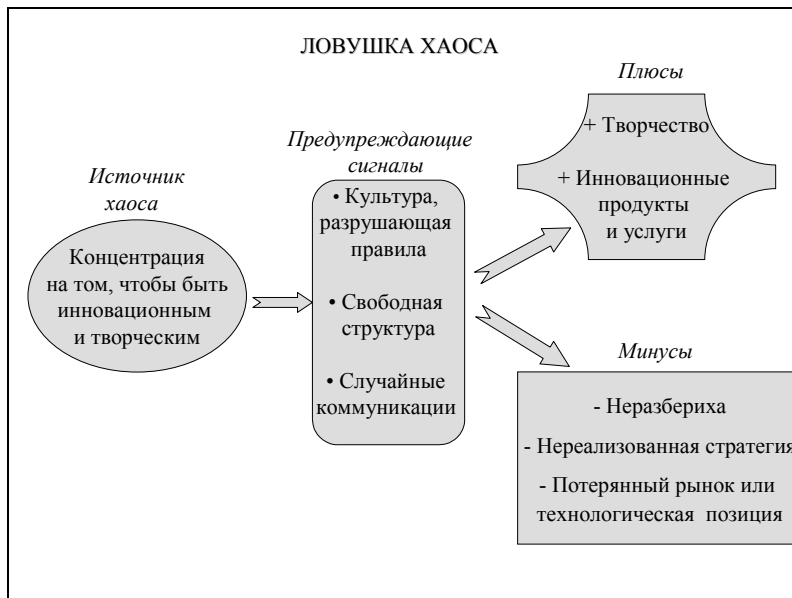 ЛОВУШКА ХАОСА
Источник
хаоса
Концентрация
на том, чтобы быть
инновационным
и творческим
Предупреждающие
сигналы
• Культура,
разрушающая
правила
• Свободная
структура
• Случайные
коммуникации
Плюсы
+ Творчество
+ Инновационные
продукты
и услуги
Минусы
- Неразбериха
- Нереализованная стратегия
- Потерянный рынок или
технологическая позиция